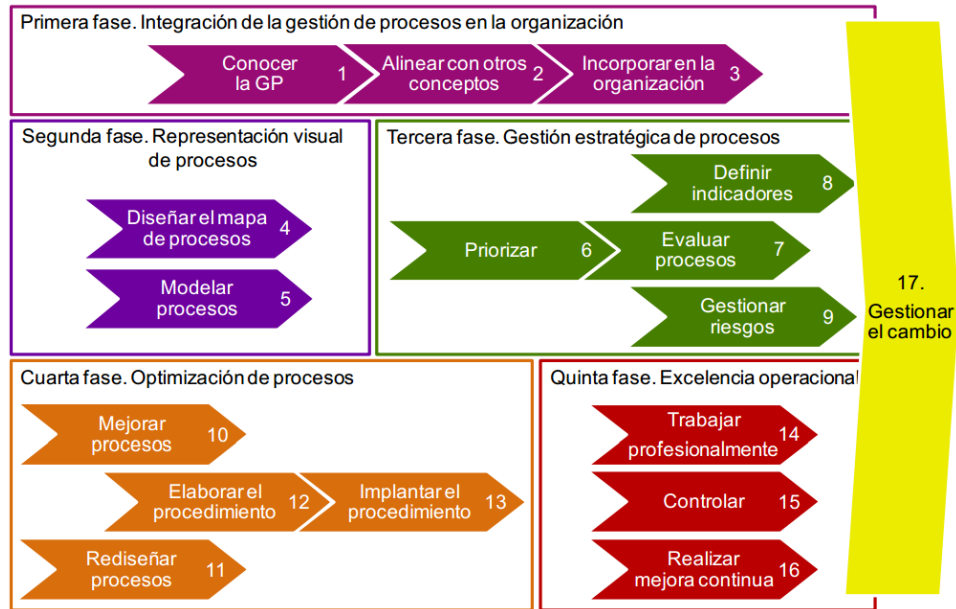 Primera fase. Integración de la gestión de procesos en la organización
Conocer
la GP
1
Alinear con otros
conceptos
2
Incorporar en la
organización
3
Segunda fase. Representación visual
de procesos
Diseñar el mapa
de procesos
4
Modelar
procesos
5
Tercera fase. Gestión estratégica de procesos
Definir
indicadores
8
Priorizar
6
Evaluar
procesos
7
Gestionar
riesgos
9
Cuarta fase. Optimización de procesos
Mejorar
procesos
10
Elaborar el
procedimiento
12
Implantar el
procedimiento
13
Rediseñar
procesos
11
Quinta fase. Excelencia operacional
Trabajar
profesionalmente
14
Controlar
15
Realizar
mejora continua
16
17.
Gestionar
el cambio